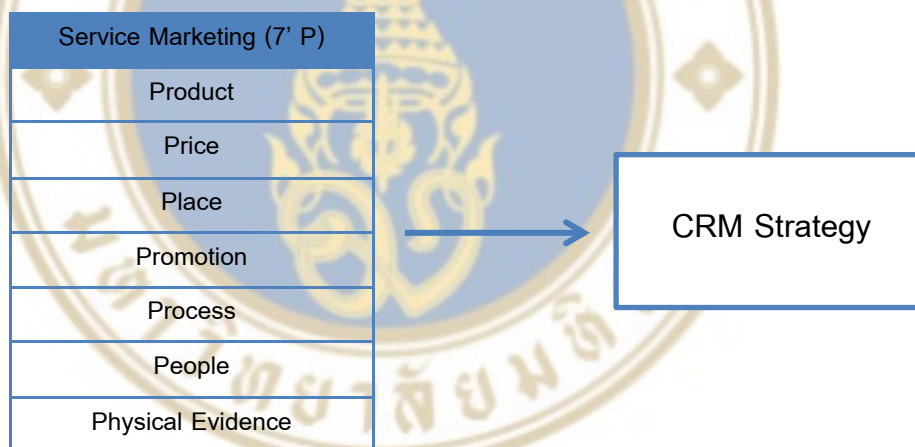 Service Marketing (7’ P)
Product
Price
Place
Promotion
Process
People
Physical Evidence
CRM Strategy